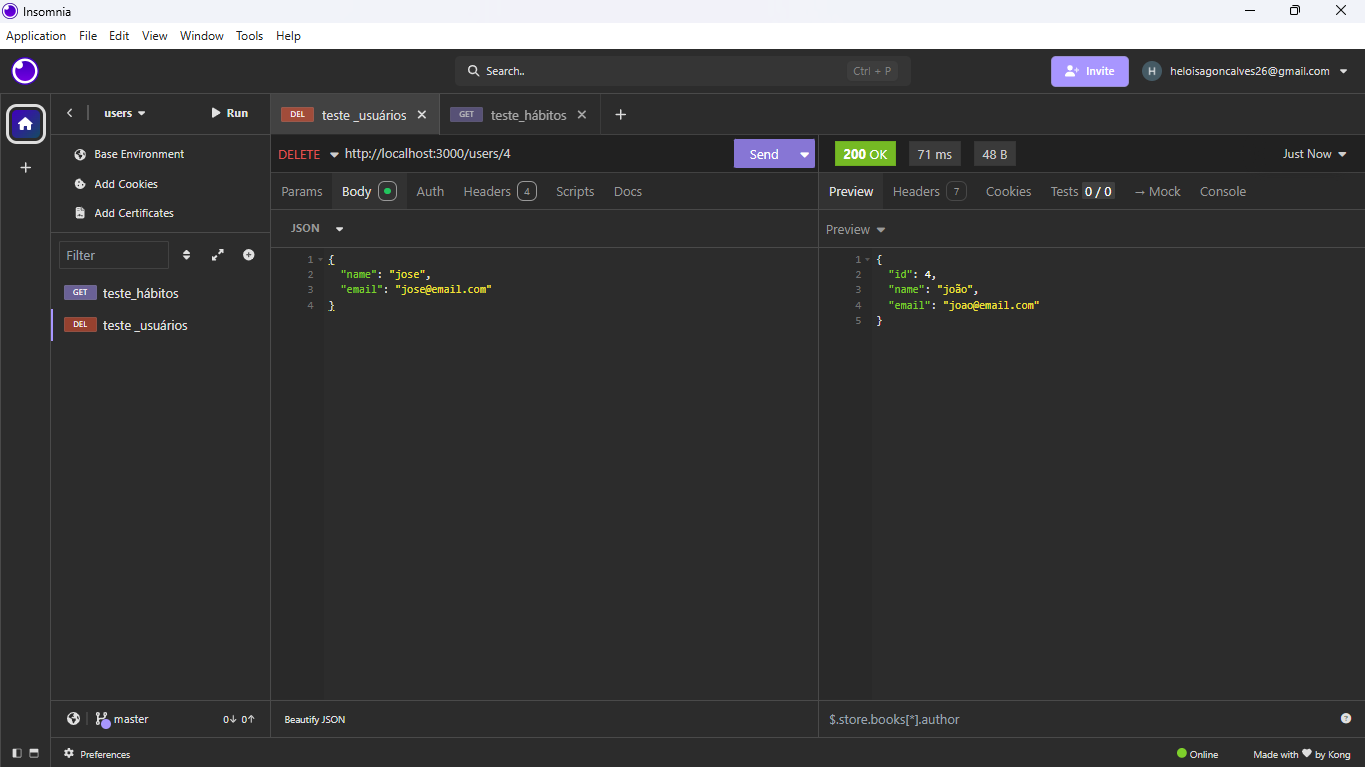 Insomnia
Application File Edit View Window Tools Help
Search.. Ctrl + P
Invite
H heloisagoncalves26@gmail.com
users Run
DEL teste _usuários
GET teste_hábitos
Base Environment
Add Cookies
Add Certificates
Filter
GET teste_hábitos
DEL teste _usuários
DELETE http://localhost:3000/users/4 Send
Params Body Auth Headers 4 Scripts Docs
JSON
1 {
2 "name": "jose",
3 "email": "jose@email.com"
4 }
200 OK 71 ms 48 B Just Now
Preview Headers 7 Cookies Tests 0 / 0 → Mock Console
Preview
1 {
2 "id": 4,
3 "name": "joão",
4 "email": "joao@email.com"
5 }
master 0↓ 0↑
Beautify JSON
$.store.books[*].author
?
Preferences
Online
Made with ♥ by Kong